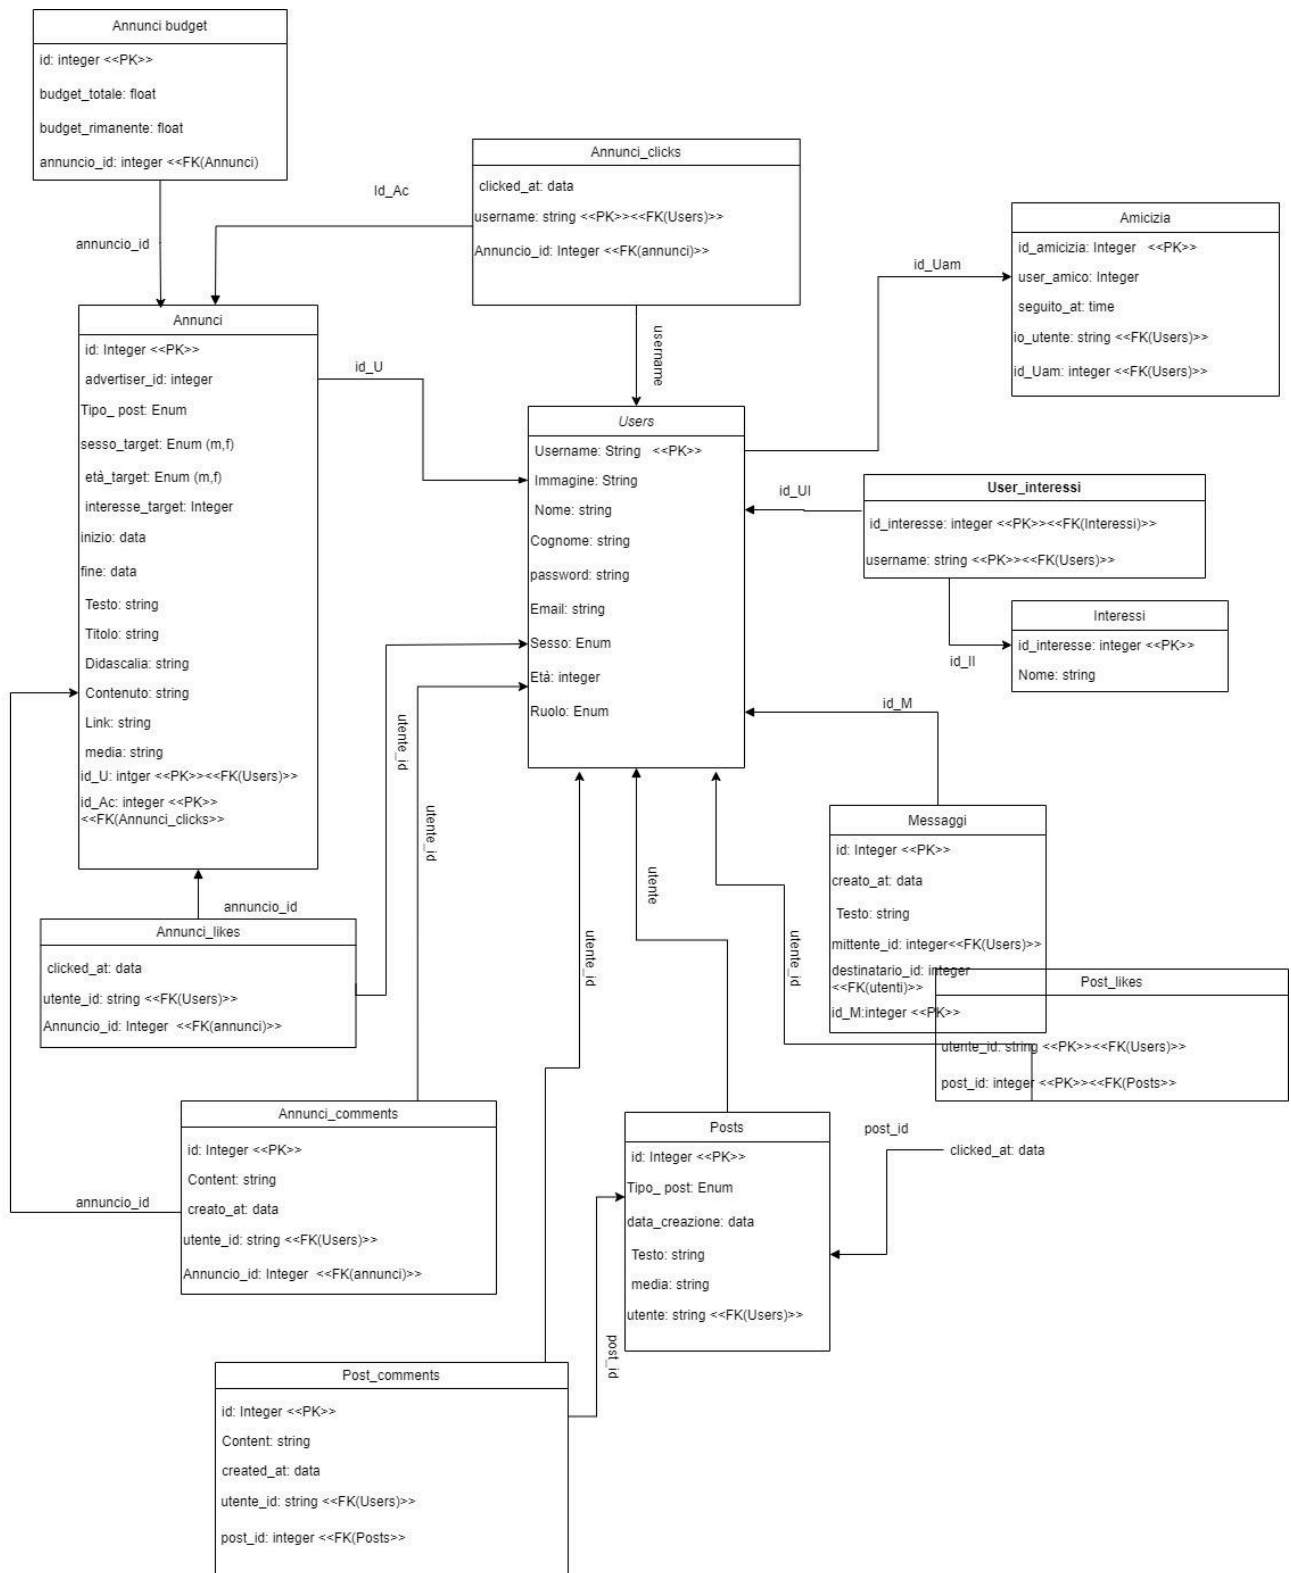 Annunci budget
id: integer <<PK>>
budget_totale: float
budget_rimanente: float
annuncio_id: integer <<FK(Annunci)
annuncio_id
Id_Ac
Annunci_clicks
clicked_at: data
username: string <<PK>><<FK(Users)>>
Annuncio_id: Integer <<FK(annunci)>>
username
id_Uam
Amicizia
id_amicizia: Integer <<PK>>
user_amico: Integer
seguito_at: time
io_utente: string <<FK(Users)>>
id_Uam: integer <<FK(Users)>>
Annunci
id: Integer <<PK>>
advertiser_id: integer
Tipo_ post: Enum
sesso_target: Enum (m,f)
età_target: Enum (m,f)
interesse_target: Integer
inizio: data
fine: data
Testo: string
Titolo: string
Didascalia: string
Contenuto: string
Link: string
media: string
id_U: intger <<PK>><<FK(Users)>>
id_Ac: integer <<PK>>
<<FK(Annunci_clicks>>
id_U
Users
Username: String <<PK>>
Immagine: String
Nome: string
Cognome: string
password: string
Email: string
Sesso: Enum
Età: integer
Ruolo: Enum
id_UI
User_interessi
id_interesse: integer <<PK>><<FK(Interessi)>>
username: string <<PK>><<FK(Users)>>
id_II
Interessi
id_interesse: integer <<PK>>
Nome: string
id_M
Messaggi
id: Integer <<PK>>
creato_at: data
Testo: string
mittente_id: integer<<FK(Users)>>
destinatario_id: integer
<<FK(utenti)>>
id_M:integer <<PK>>
Post_likes
utente_id: string <<PK>><<FK(Users)>>
post_id: integer <<PK>><<FK(Posts>>
post_id
clicked_at: data
utente_id
utente_id
utente_id
utente
utente_id
annuncio_id
Annunci_likes
clicked_at: data
utente_id: string <<FK(Users)>>
Annuncio_id: Integer <<FK(annunci)>>
annuncio_id
Annunci_comments
id: Integer <<PK>>
Content: string
creato_at: data
utente_id: string <<FK(Users)>>
Annuncio_id: Integer <<FK(annunci)>>
Posts
id: Integer <<PK>>
Tipo_ post: Enum
data_creazione: data
Testo: string
media: string
utente: string <<FK(Users)>>
post_id
Post_comments
id: Integer <<PK>>
Content: string
created_at: data
utente_id: string <<FK(Users)>>
post_id: integer <<FK(Posts>>